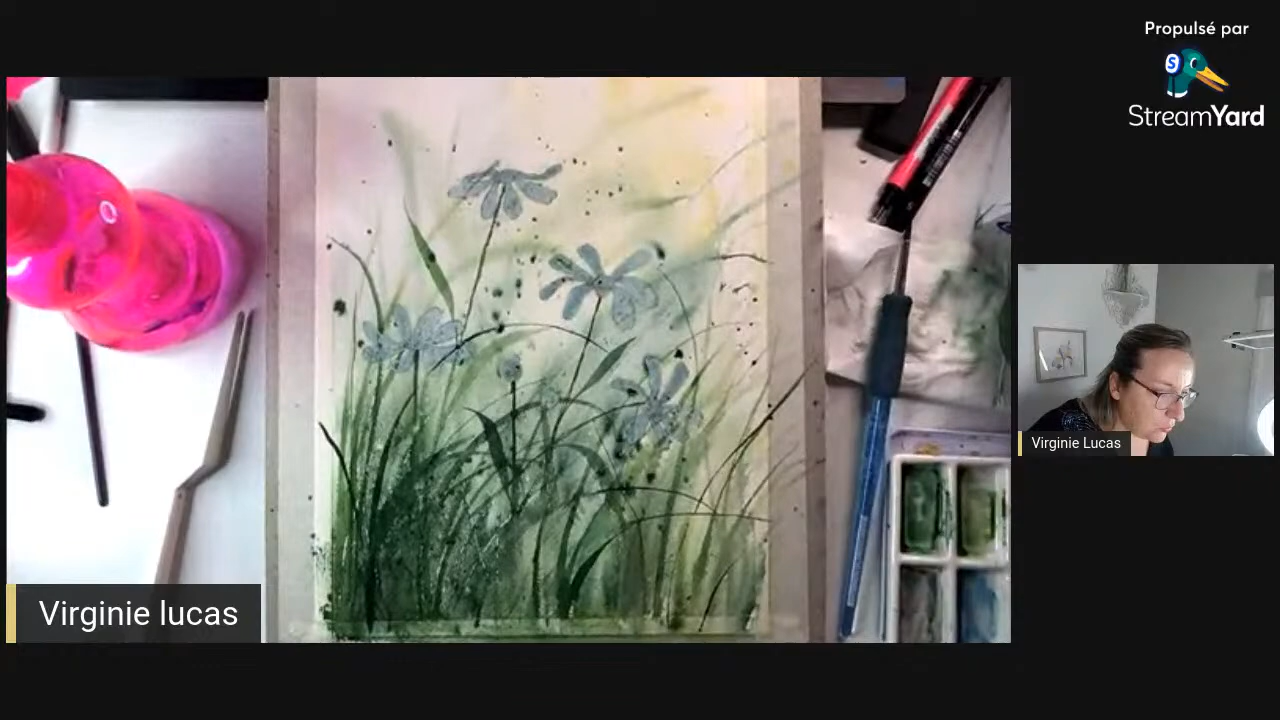 Propulsé par
S
StreamYard
Virginie Lucas
Virginie lucas